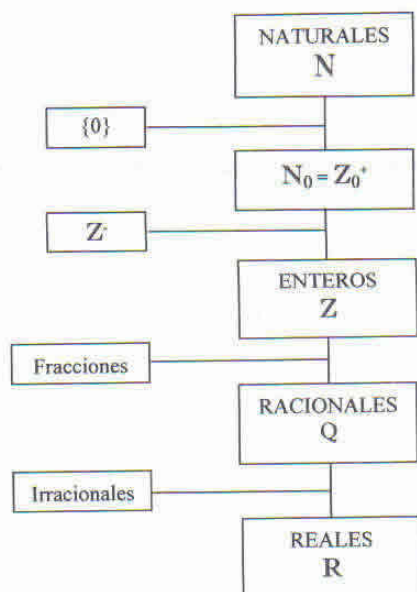 NATURALES
N
{0}
N₀ = Z₀⁺
Z⁻
ENTEROS
Z
Fracciones
RACIONALES
Q
Irracionales
REALES
R